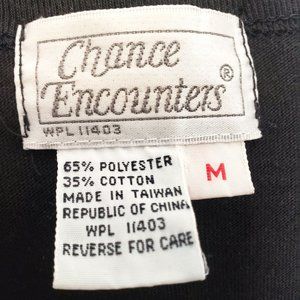 Chance
Encounters®
WPL 11403
65% POLYESTER
35% COTTON
MADE IN TAIWAN
REPUBLIC OF CHINA
WPL 11403
REVERSE FOR CARE
M